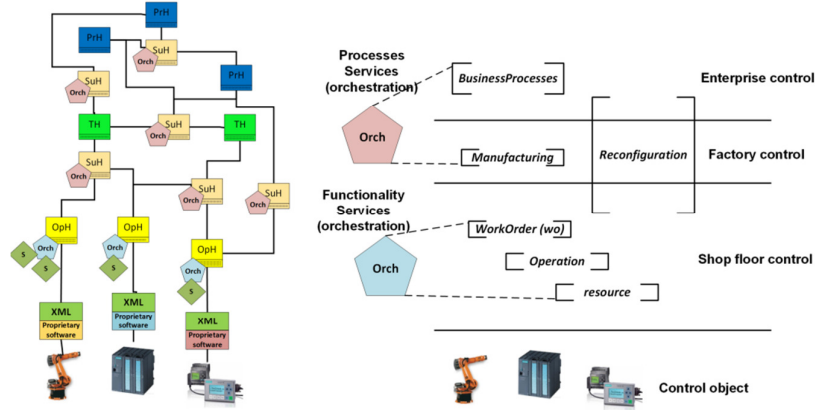 PrH
PrH
SuH
Orch
PrH
SuH
Orch
TH
SuH
Orch
TH
SuH
Orch
SuH
Orch
SuH
Orch
OpH
Orch
S
S
OpH
Orch
S
OpH
Orch
S
XML
Proprietary
software
XML
Proprietary
software
XML
Proprietary
software
Processes
Services
(orchestration)
Orch
Functionality
Services
(orchestration)
Orch
BusinessProcesses
Manufacturing
Reconfiguration
WorkOrder (wo)
Operation
resource
Enterprise control
Factory control
Shop floor control
Control object